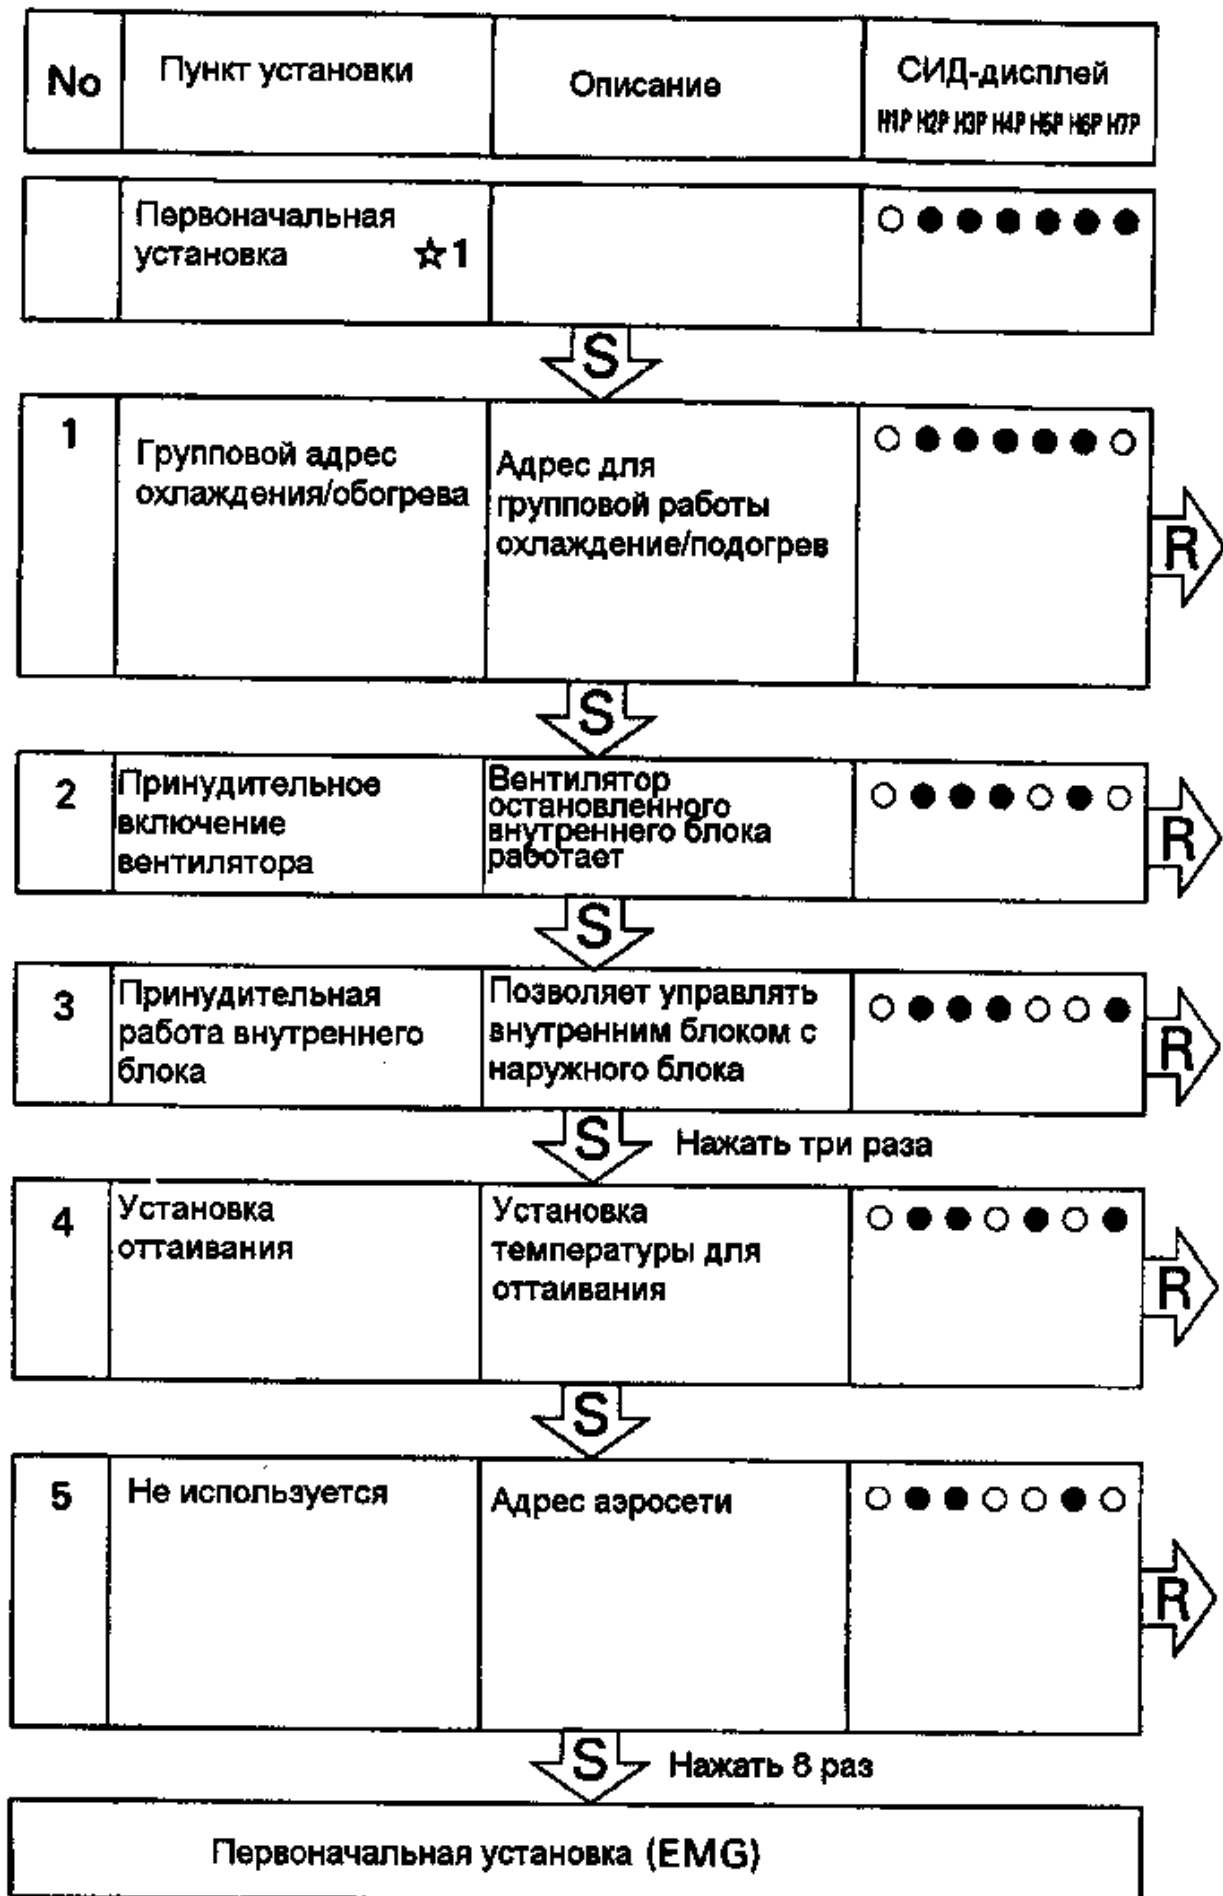 No
Пункт установки
Описание
СИД-дисплей
H1P H2P H3P H4P H5P H6P H7P
Первоначальная
установка ☆1
○ ● ● ● ● ● ●
S
1
Групповой адрес
охлаждения/обогрева
Адрес для
групповой работы
охлаждение/подогрев
○ ● ● ● ● ● ○
R
S
2
Принудительное
включение
вентилятора
Вентилятор
остановленного
внутреннего блока
работает
○ ● ● ● ○ ● ○
R
S
3
Принудительная
работа внутреннего
блока
Позволяет управлять
внутренним блоком с
наружного блока
○ ● ● ● ○ ○ ●
R
S Нажать три раза
4
Установка
оттаивания
Установка
температуры для
оттаивания
○ ● ● ○ ● ○ ●
R
S
5
Не используется
Адрес аэросети
○ ● ● ○ ○ ● ○
R
S Нажать 8 раз
Первоначальная установка (EMG)